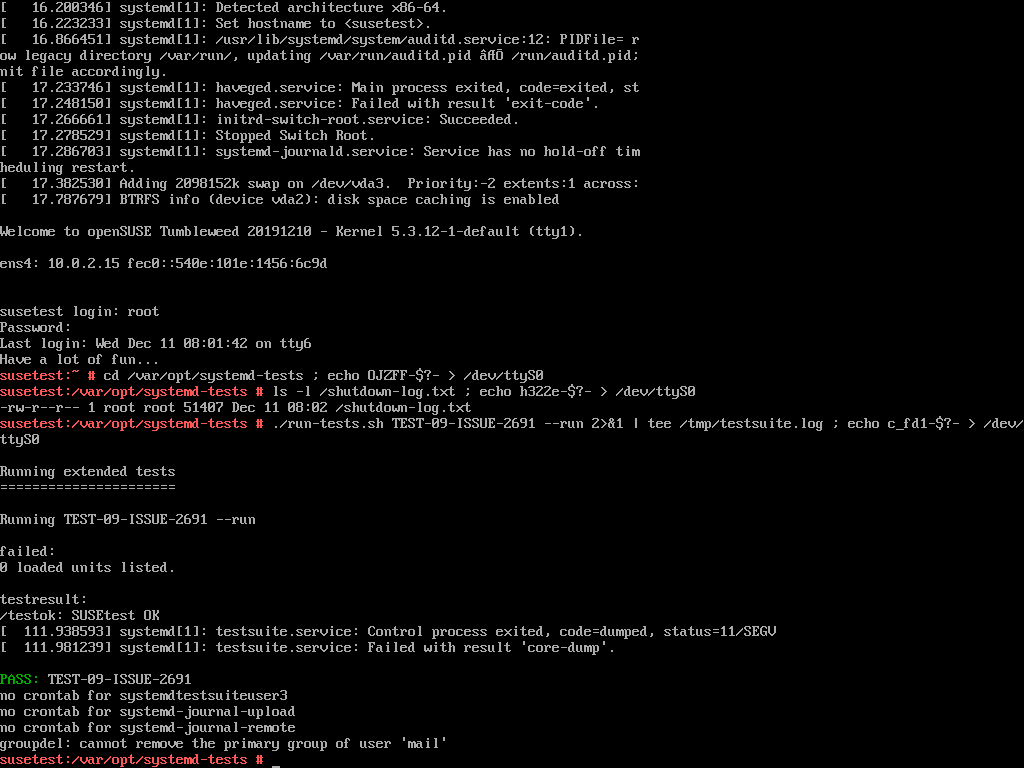 [   16.200346] systemd[1]: Detected architecture x86-64.
[   16.223233] systemd[1]: Set hostname to <susetest>.
[   16.866451] systemd[1]: /usr/lib/systemd/system/auditd.service:12: PIDFile= r
ow legacy directory /var/run/, updating /var/run/auditd.pid /run/auditd.pid;
nit file accordingly.
[   17.233746] systemd[1]: haveged.service: Main process exited, code=exited, st
[   17.248150] systemd[1]: haveged.service: Failed with result 'exit-code'.
[   17.266661] systemd[1]: initrd-switch-root.service: Succeeded.
[   17.278529] systemd[1]: Stopped Switch Root.
[   17.286703] systemd[1]: systemd-journald.service: Service has no hold-off tim
heduling restart.
[   17.382530] Adding 2098152k swap on /dev/vda3.  Priority:-2 extents:1 across:
[   17.787679] BTRFS info (device vda2): disk space caching is enabled
Welcome to openSUSE Tumbleweed 20191210 - Kernel 5.3.12-1-default (tty1).
ens4: 10.0.2.15 fec0::540e:101e:1456:6c9d
susetest login: root
Password:
Last login: Wed Dec 11 08:01:42 on tty6
Have a lot of fun...
susetest:~ # cd /var/opt/systemd-tests ; echo OJZFF-$?- > /dev/ttyS0
susetest:/var/opt/systemd-tests # ls -l /shutdown-log.txt ; echo h322e-$?- > /dev/ttyS0
-rw-r--r-- 1 root root 51407 Dec 11 08:02 /shutdown-log.txt
susetest:/var/opt/systemd-tests # ./run-tests.sh TEST-09-ISSUE-2691 --run 2>&1 | tee /tmp/testsuite.log ; echo c_fd1-$?- > /dev/
ttyS0
Running extended tests
======================
Running TEST-09-ISSUE-2691 --run
failed:
0 loaded units listed.
testresult:
/testok: SUSEtest OK
[  111.938593] systemd[1]: testsuite.service: Control process exited, code=dumped, status=11/SEGV
[  111.981239] systemd[1]: testsuite.service: Failed with result 'core-dump'.
PASS: TEST-09-ISSUE-2691
no crontab for systemdtestsuiteuser3
no crontab for systemd-journal-upload
no crontab for systemd-journal-remote
groupdel: cannot remove the primary group of user 'mail'
susetest:/var/opt/systemd-tests # _